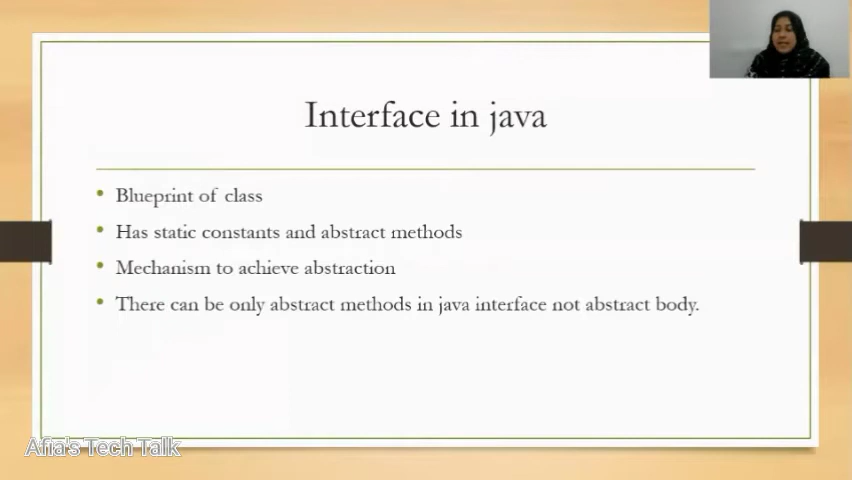 Interface in java
• Blueprint of class
• Has static constants and abstract methods
• Mechanism to achieve abstraction
• There can be only abstract methods in java interface not abstract body.
Afia's Tech Talk